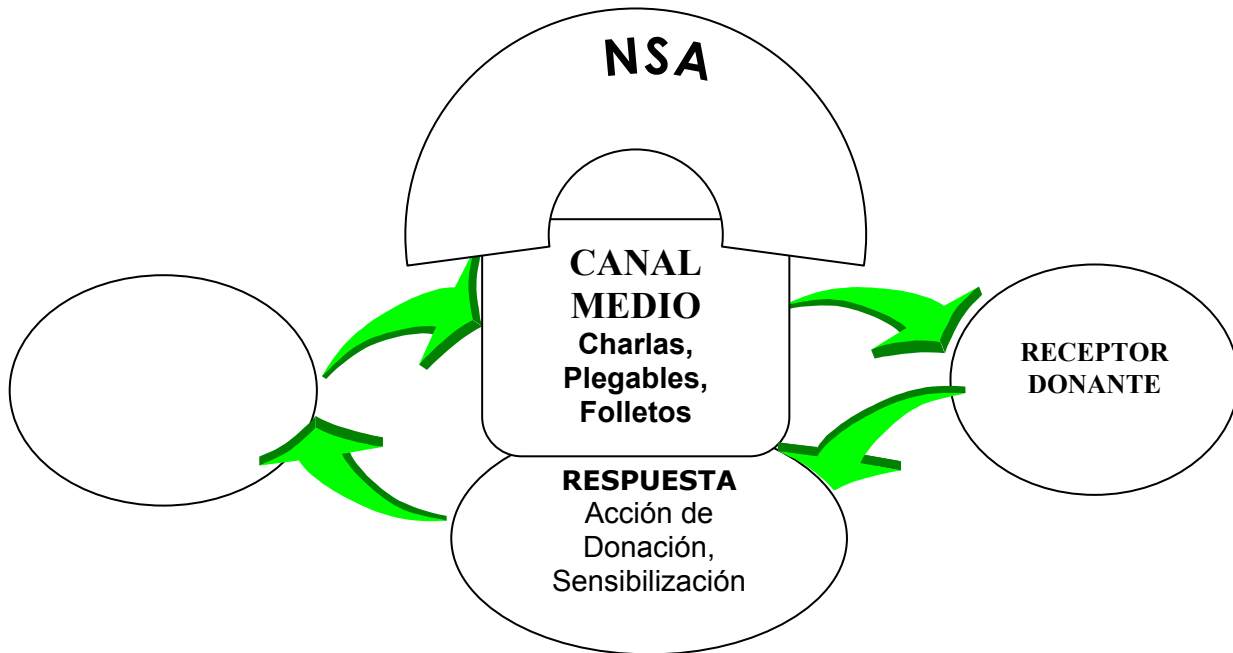 NSA
CANAL
MEDIO
Charlas,
Plegables,
Folletos
RECEPTOR
DONANTE
RESPUESTA
Acción de
Donación,
Sensibilización